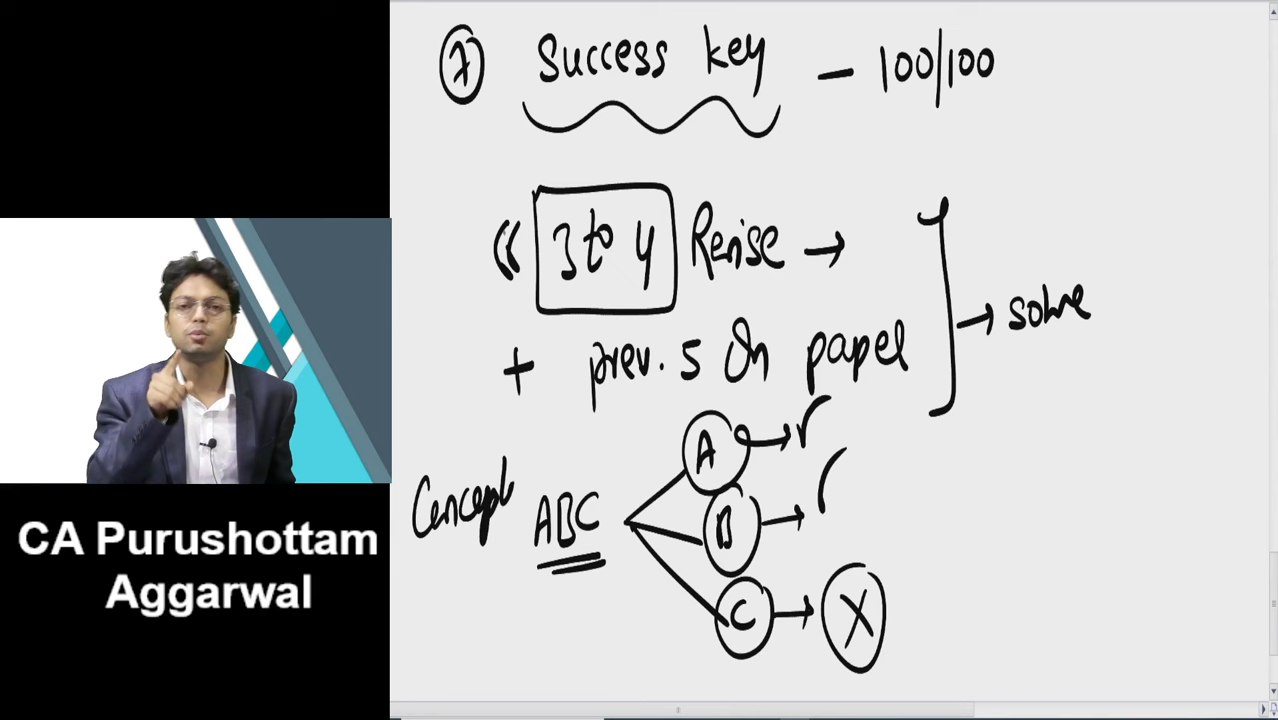 7 Success key - 100/100
3 to 4 Revise →
+ prev. 5 Qn paper
→ solve
Concept ABC
A → ✓
B → ✓
C → X
CA Purushottam
Aggarwal